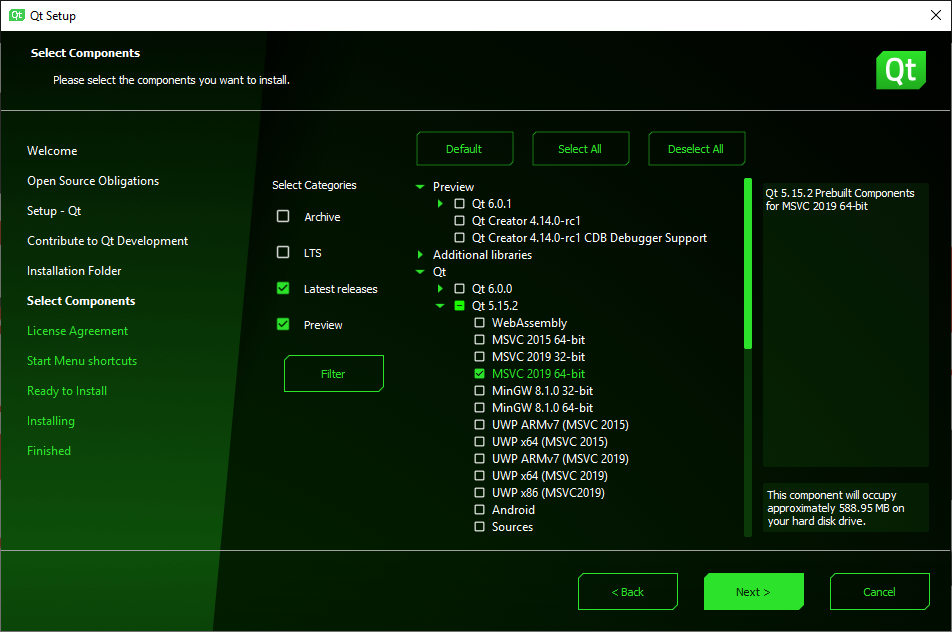 Qt Setup
Select Components
Please select the components you want to install.
Qt
Welcome
Open Source Obligations
Setup - Qt
Contribute to Qt Development
Installation Folder
Select Components
License Agreement
Start Menu shortcuts
Ready to Install
Installing
Finished
Select Categories
Archive
LTS
Latest releases
Preview
Filter
Default
Select All
Deselect All
Preview
Qt 6.0.1
Qt Creator 4.14.0-rc1
Qt Creator 4.14.0-rc1 CDB Debugger Support
Additional libraries
Qt
Qt 6.0.0
Qt 5.15.2
WebAssembly
MSVC 2015 64-bit
MSVC 2019 32-bit
MSVC 2019 64-bit
MinGW 8.1.0 32-bit
MinGW 8.1.0 64-bit
UWP ARMv7 (MSVC 2015)
UWP x64 (MSVC 2015)
UWP ARMv7 (MSVC 2019)
UWP x64 (MSVC 2019)
UWP x86 (MSVC2019)
Android
Sources
Qt 5.15.2 Prebuilt Components
for MSVC 2019 64-bit
This component will occupy
approximately 588.95 MB on
your hard disk drive.
< Back
Next >
Cancel